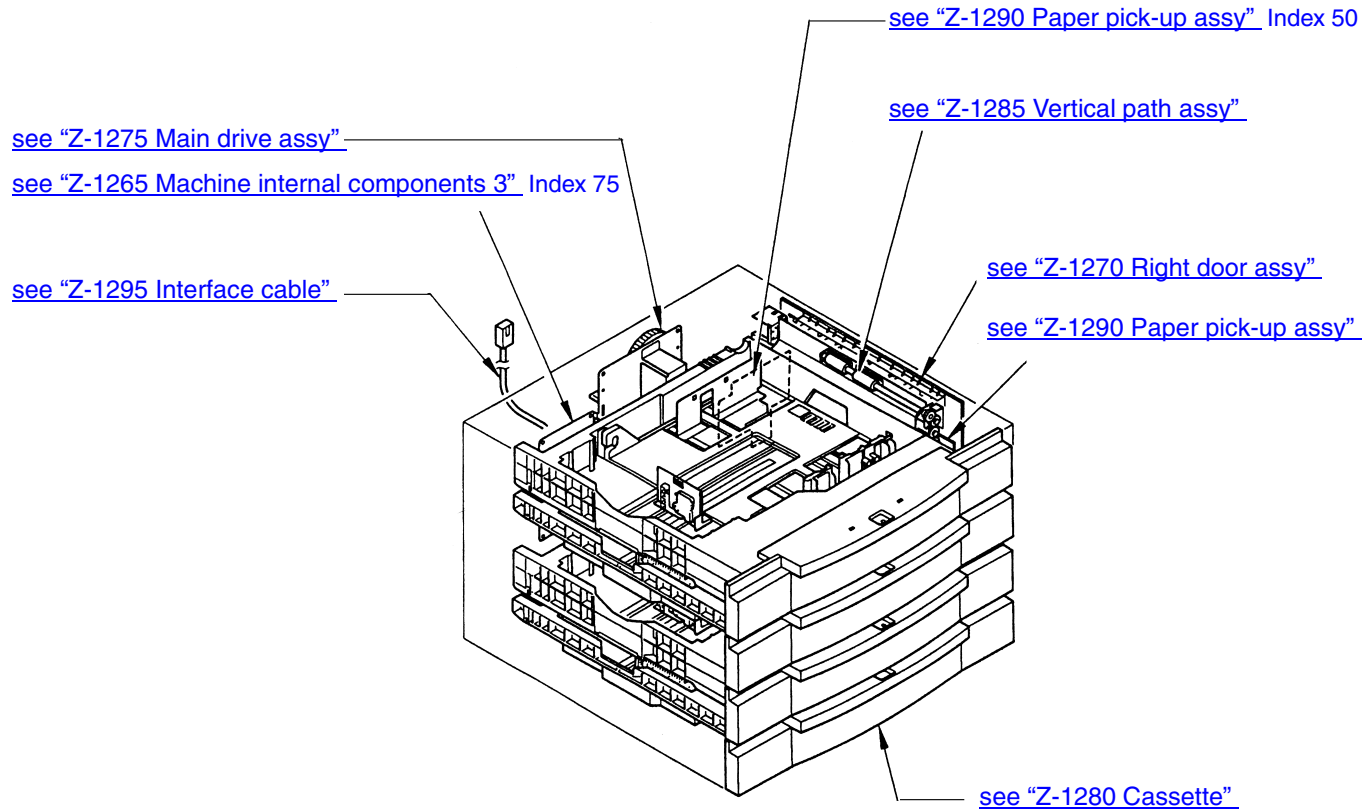 see “Z-1290 Paper pick-up assy” Index 50
see “Z-1285 Vertical path assy”
see “Z-1275 Main drive assy”
see “Z-1265 Machine internal components 3” Index 75
see “Z-1270 Right door assy”
see “Z-1295 Interface cable”
see “Z-1290 Paper pick-up assy”
see “Z-1280 Cassette”